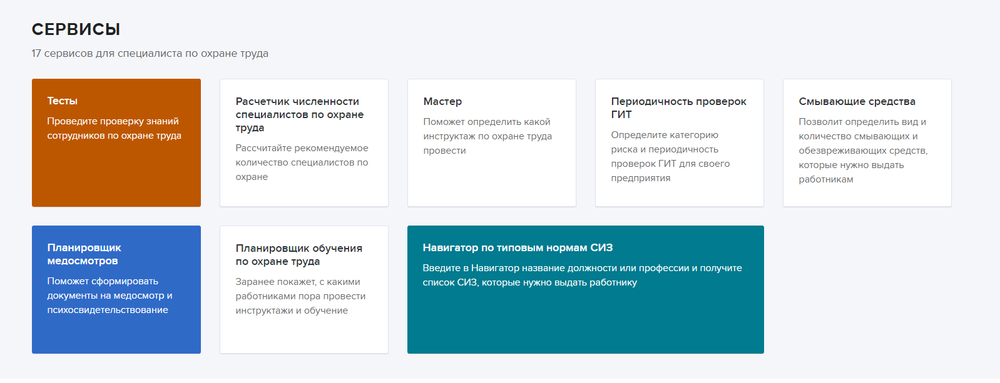 СЕРВИСЫ
17 сервисов для специалиста по охране труда
Тесты
Проведите проверку знаний
сотрудников по охране труда
Расчетчик численности
специалистов по охране
труда
Рассчитайте рекомендуемое
количество специалистов по
охране
Мастер
Поможет определить какой
инструктаж по охране труда
провести
Периодичность проверок
ГИТ
Определите категорию
риска и периодичность
проверок ГИТ для своего
предприятия
Смывающие средства
Позволит определить вид и
количество смывающих и
обезвреживающих средств,
которые нужно выдать
работникам
Планировщик
медосмотров
Поможет сформировать
документы на медосмотр и
психосвидетельствование
Планировщик обучения
по охране труда
Заранее покажет, с какими
работниками пора провести
инструктажи и обучение
Навигатор по типовым нормам СИЗ
Введите в Навигатор название должности или профессии и получите
список СИЗ, которые нужно выдать работнику